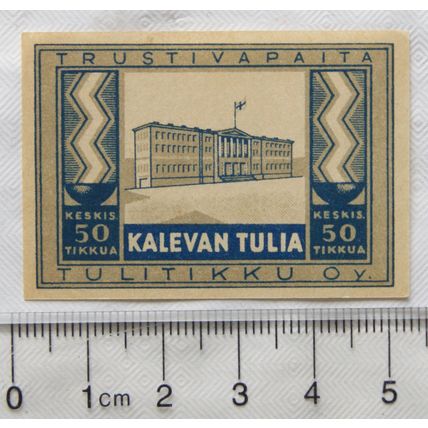 TRUSTIVAPAITA
KESKIS.
50
TIKKUA
KESKIS.
50
TIKKUA
KALEVAN TULIA
TULITIKKU Oy.
0 1cm 2 3 4 5